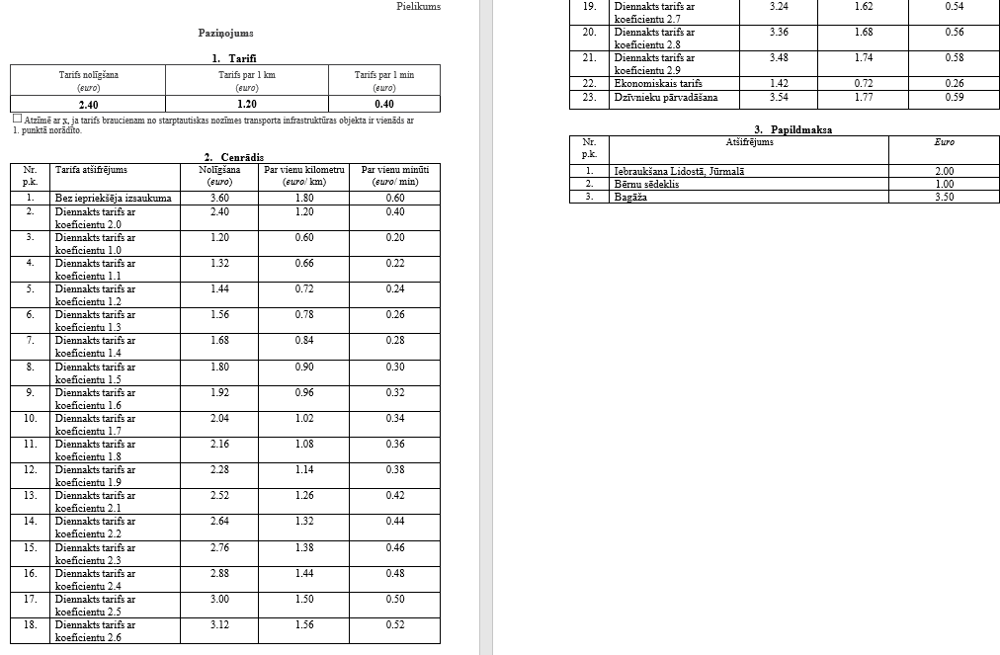 Pielikums
Paziņojums
1. Tarifi
Tarifs nolīgšana Tarifs par 1 km Tarifs par 1 min
(euro) (euro) (euro)
2.40 1.20 0.40
Atzīmē ar x, ja tarifs braucienam no starptautiskas nozīmes transporta infrastruktūras objekta ir vienāds ar
1. punktā norādīto.
2. Cenrādis
Nr. Tarifa atšifrējums Nolīgšana Par vienu kilometru Par vienu minūti
p.k. (euro) (euro/ km) (euro/ min)
1. Bez iepriekšēja izsaukuma 3.60 1.80 0.60
2. Diennakts tarifs ar 2.40 1.20 0.40
koeficientu 2.0
3. Diennakts tarifs ar 1.20 0.60 0.20
koeficientu 1.0
4. Diennakts tarifs ar 1.32 0.66 0.22
koeficientu 1.1
5. Diennakts tarifs ar 1.44 0.72 0.24
koeficientu 1.2
6. Diennakts tarifs ar 1.56 0.78 0.26
koeficientu 1.3
7. Diennakts tarifs ar 1.68 0.84 0.28
koeficientu 1.4
8. Diennakts tarifs ar 1.80 0.90 0.30
koeficientu 1.5
9. Diennakts tarifs ar 1.92 0.96 0.32
koeficientu 1.6
10. Diennakts tarifs ar 2.04 1.02 0.34
koeficientu 1.7
11. Diennakts tarifs ar 2.16 1.08 0.36
koeficientu 1.8
12. Diennakts tarifs ar 2.28 1.14 0.38
koeficientu 1.9
13. Diennakts tarifs ar 2.52 1.26 0.42
koeficientu 2.1
14. Diennakts tarifs ar 2.64 1.32 0.44
koeficientu 2.2
15. Diennakts tarifs ar 2.76 1.38 0.46
koeficientu 2.3
16. Diennakts tarifs ar 2.88 1.44 0.48
koeficientu 2.4
17. Diennakts tarifs ar 3.00 1.50 0.50
koeficientu 2.5
18. Diennakts tarifs ar 3.12 1.56 0.52
koeficientu 2.6
19. Diennakts tarifs ar 3.24 1.62 0.54
koeficientu 2.7
20. Diennakts tarifs ar 3.36 1.68 0.56
koeficientu 2.8
21. Diennakts tarifs ar 3.48 1.74 0.58
koeficientu 2.9
22. Ekonomiskais tarifs 1.42 0.72 0.26
23. Dzīvnieku pārvadāšana 3.54 1.77 0.59
3. Papildmaksa
Nr. Atšifrējums Euro
p.k.
1. Iebraukšana Lidostā, Jūrmalā 2.00
2. Bērnu sēdeklis 1.00
3. Bagāža 3.50